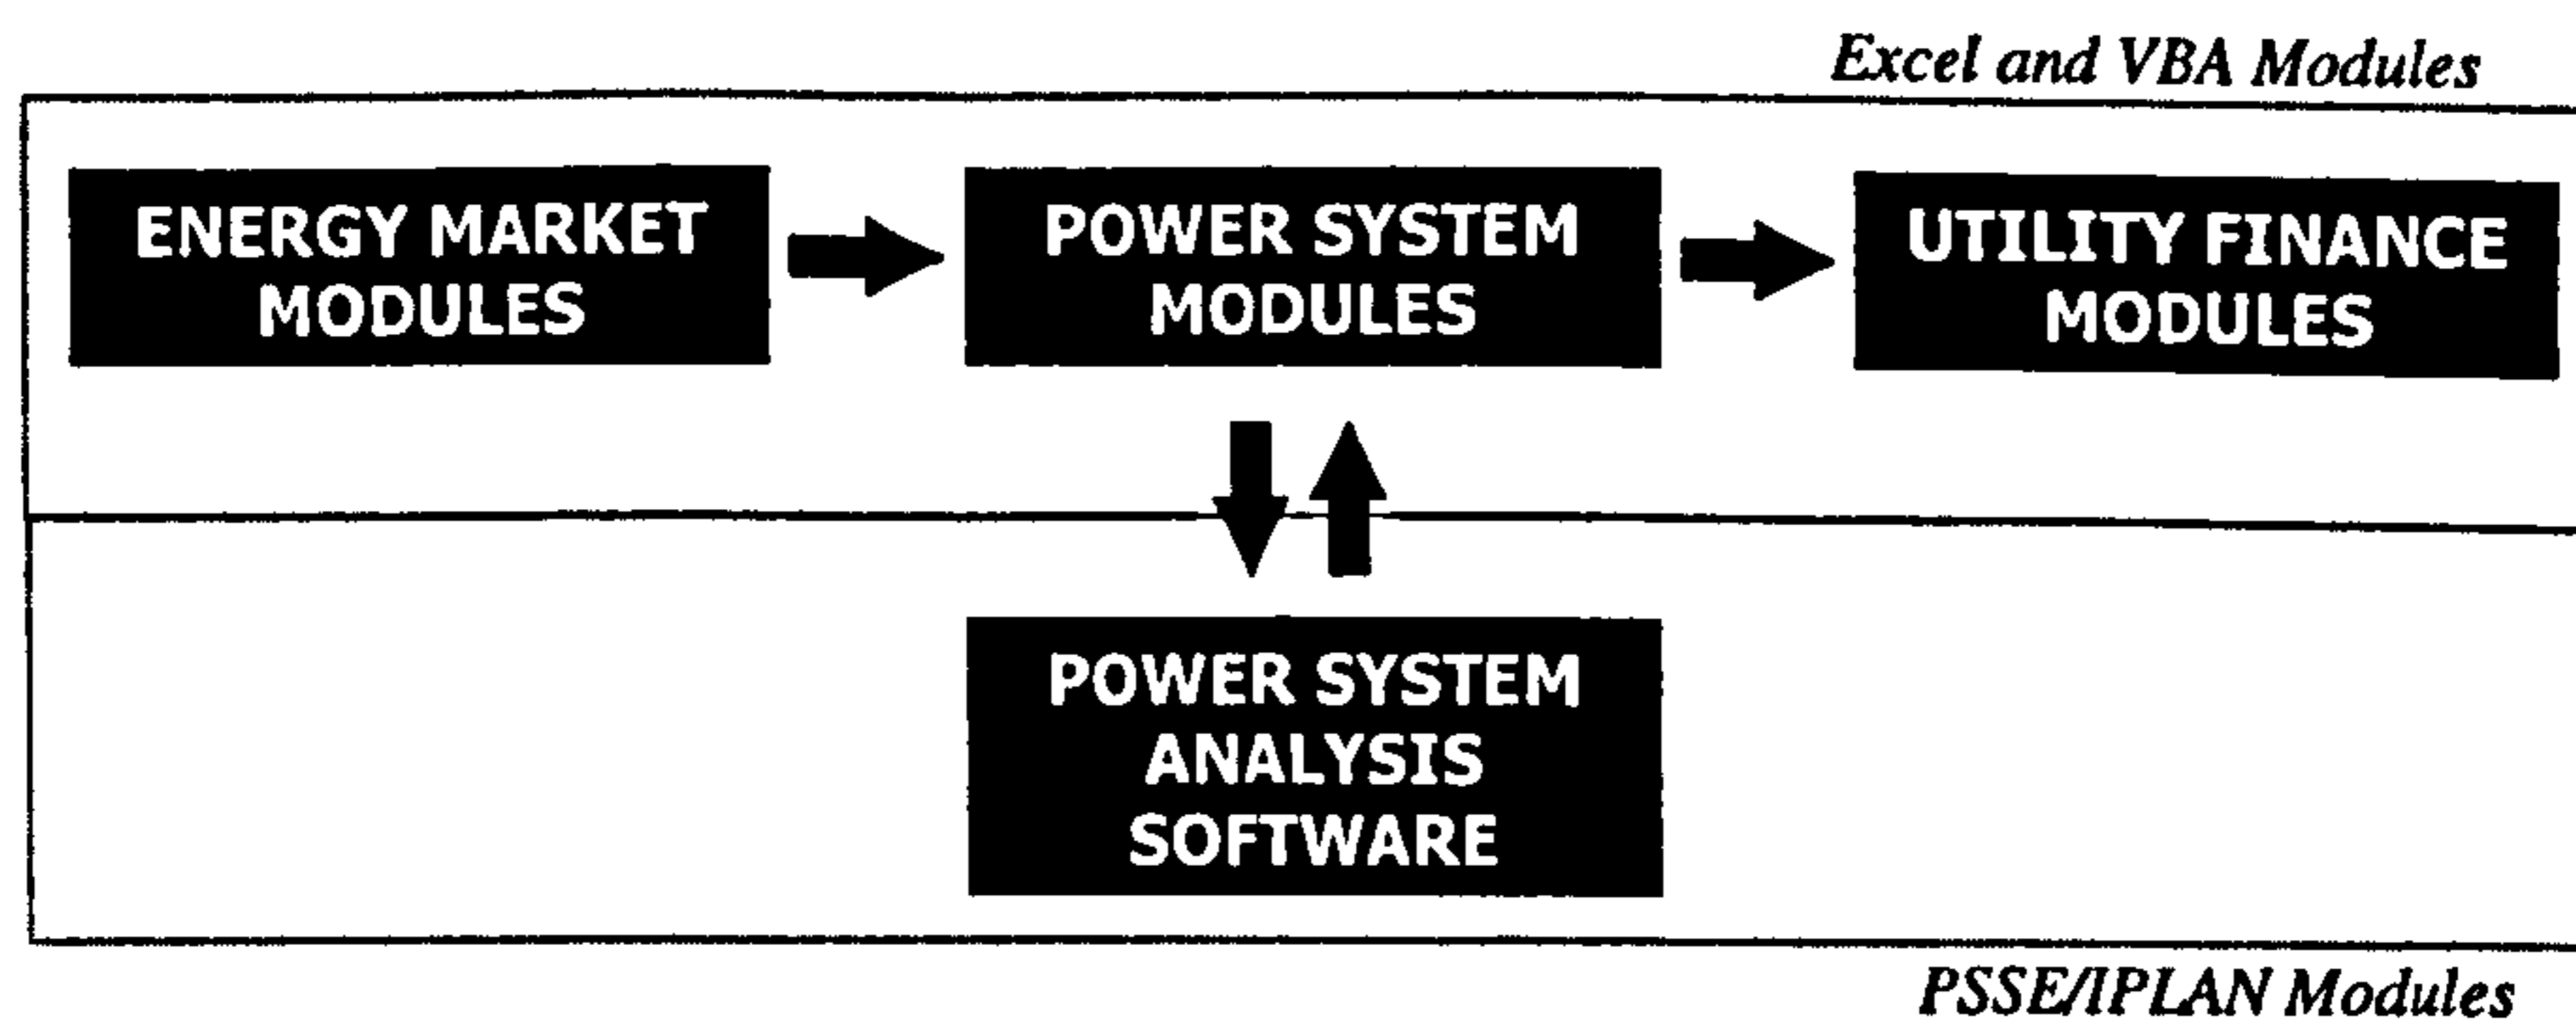 Excel and VBA Modules
ENERGY MARKET
MODULES
POWER SYSTEM
MODULES
UTILITY FINANCE
MODULES
POWER SYSTEM
ANALYSIS
SOFTWARE
PSSE/IPLAN Modules